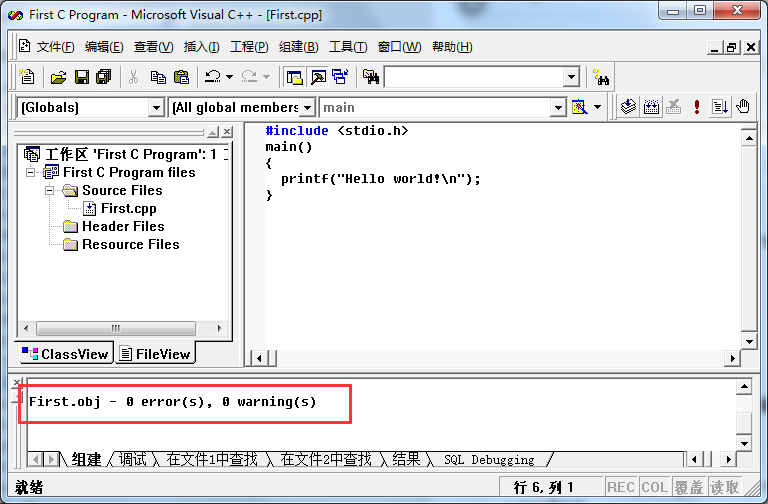 First C Program - Microsoft Visual C++ - [First.cpp]
文件(F) 编辑(E) 查看(V) 插入(I) 工程(P) 组建(B) 工具(T) 窗口(W) 帮助(H)
(Globals) (All global members main
工作区 'First C Program': 1 工
First C Program files
Source Files
First.cpp
Header Files
Resource Files
ClassView FileView
#include <stdio.h>
main()
{
printf("Hello world!\n");
}
First.obj - 0 error(s), 0 warning(s)
组建 调试 在文件1中查找 在文件2中查找 结果 SQL Debugging
就绪 行 6, 列 1 REC COL 覆盖 读取